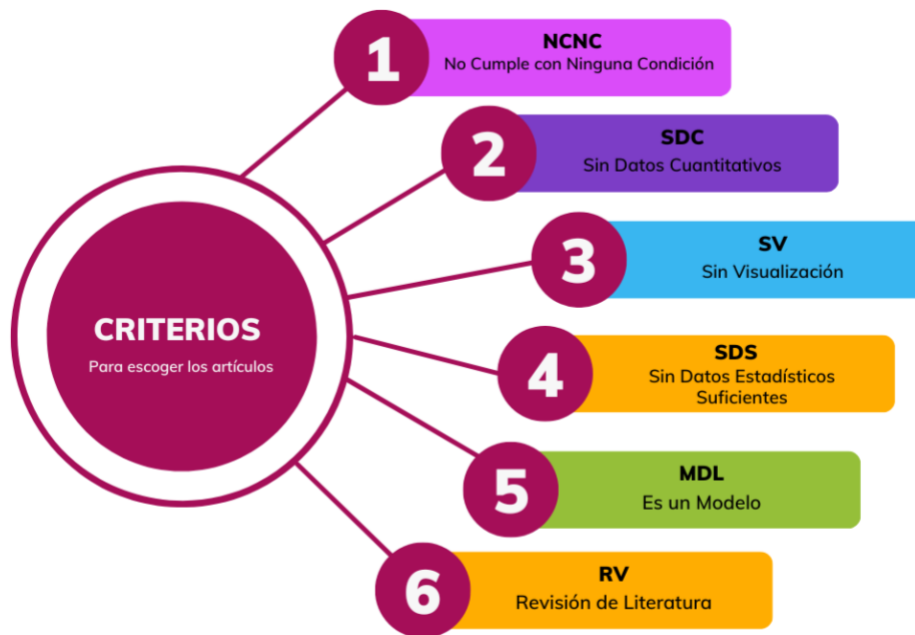 1
NCNC
No Cumple con Ninguna Condición
2
SDC
Sin Datos Cuantitativos
3
SV
Sin Visualización
CRITERIOS
Para escoger los artículos
4
SDS
Sin Datos Estadísticos
Suficientes
5
MDL
Es un Modelo
6
RV
Revisión de Literatura